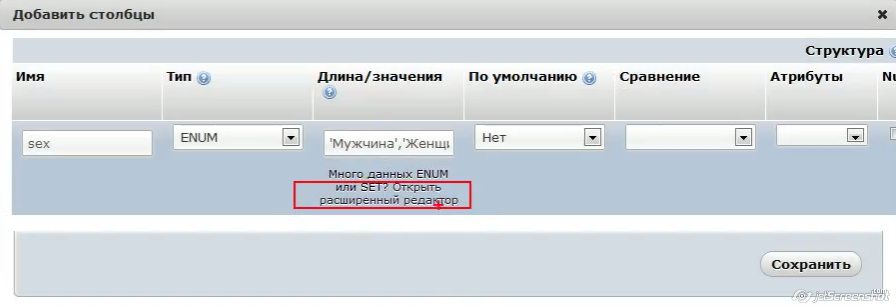 Добавить столбцы
Структура
Имя
Тип
Длина/значения
По умолчанию
Сравнение
Атрибуты
Nu
sex
ENUM
'Мужчина','Женщи
Нет
Много данных ENUM
или SET? Открыть
расширенный редактор
Сохранить
jetScreenshot